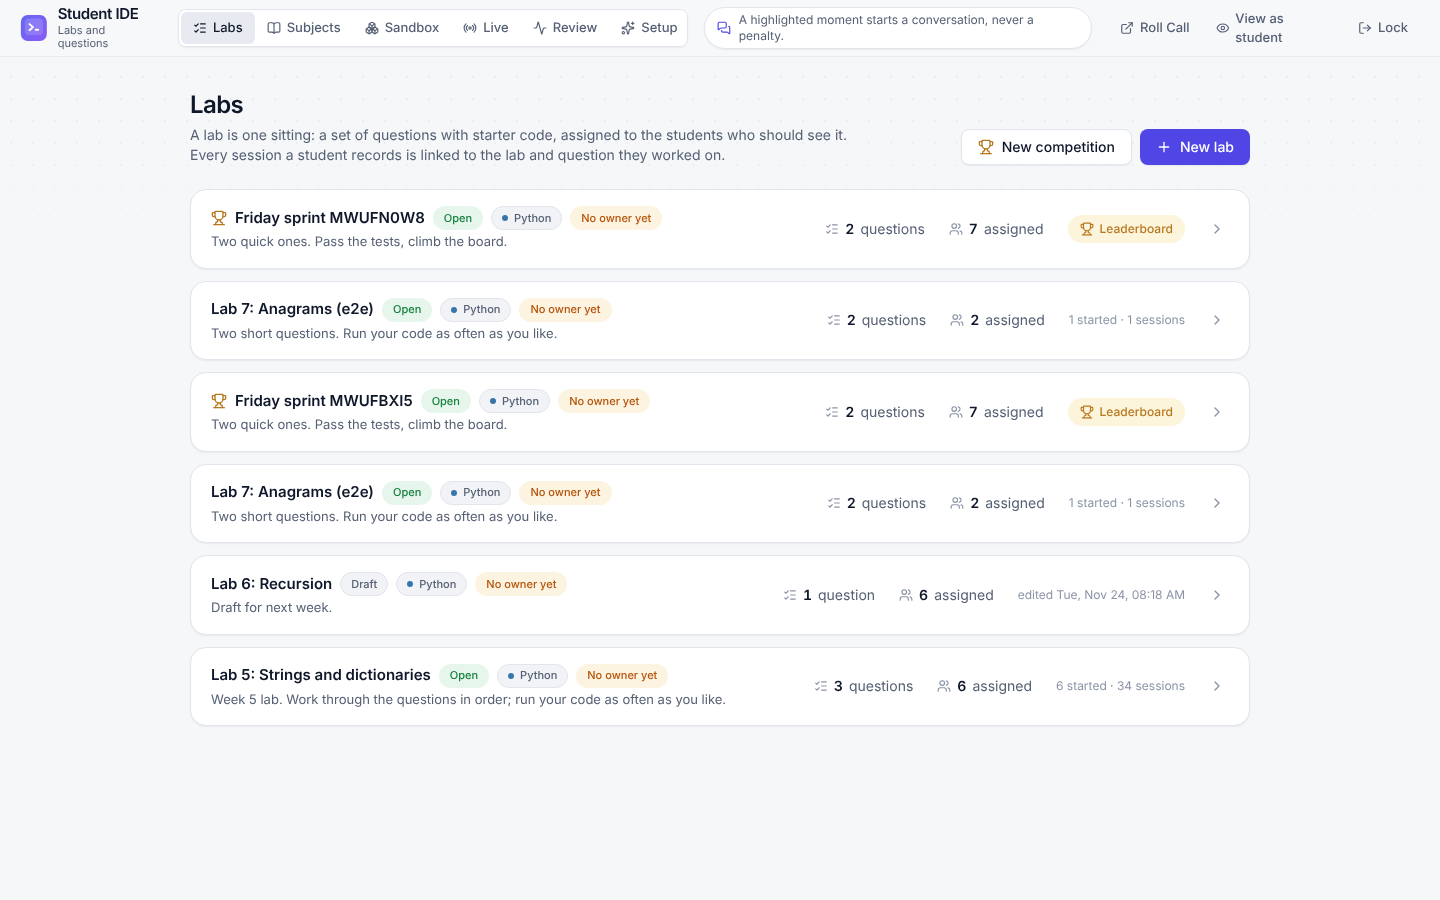 Student IDE
Labs and
questions
Labs
Subjects
Sandbox
Live
Review
Setup
A highlighted moment starts a conversation, never a
penalty.
Roll Call
View as
student
Lock
Labs
A lab is one sitting: a set of questions with starter code, assigned to the students who should see it.
Every session a student records is linked to the lab and question they worked on.
New competition
New lab
Friday sprint MWUFN0W8 Open Python No owner yet
Two quick ones. Pass the tests, climb the board.
2 questions 7 assigned Leaderboard
Lab 7: Anagrams (e2e) Open Python No owner yet
Two short questions. Run your code as often as you like.
2 questions 2 assigned 1 started · 1 sessions
Friday sprint MWUFBXI5 Open Python No owner yet
Two quick ones. Pass the tests, climb the board.
2 questions 7 assigned Leaderboard
Lab 7: Anagrams (e2e) Open Python No owner yet
Two short questions. Run your code as often as you like.
2 questions 2 assigned 1 started · 1 sessions
Lab 6: Recursion Draft Python No owner yet
Draft for next week.
1 question 6 assigned edited Tue, Nov 24, 08:18 AM
Lab 5: Strings and dictionaries Open Python No owner yet
Week 5 lab. Work through the questions in order; run your code as often as you like.
3 questions 6 assigned 6 started · 34 sessions